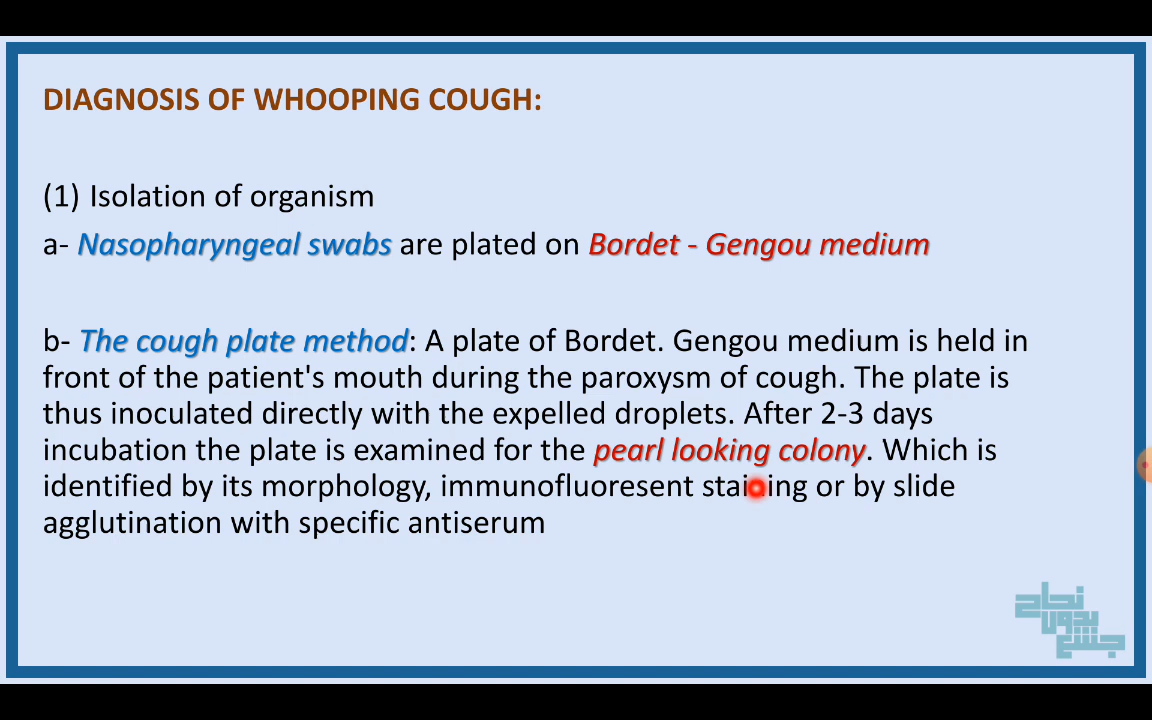 DIAGNOSIS OF WHOOPING COUGH:
(1) Isolation of organism
a- Nasopharyngeal swabs are plated on Bordet - Gengou medium
b- The cough plate method: A plate of Bordet. Gengou medium is held in
front of the patient's mouth during the paroxysm of cough. The plate is
thus inoculated directly with the expelled droplets. After 2-3 days
incubation the plate is examined for the pearl looking colony. Which is
identified by its morphology, immunofluoresent staining or by slide
agglutination with specific antiserum
نجاح
بدون
جشع